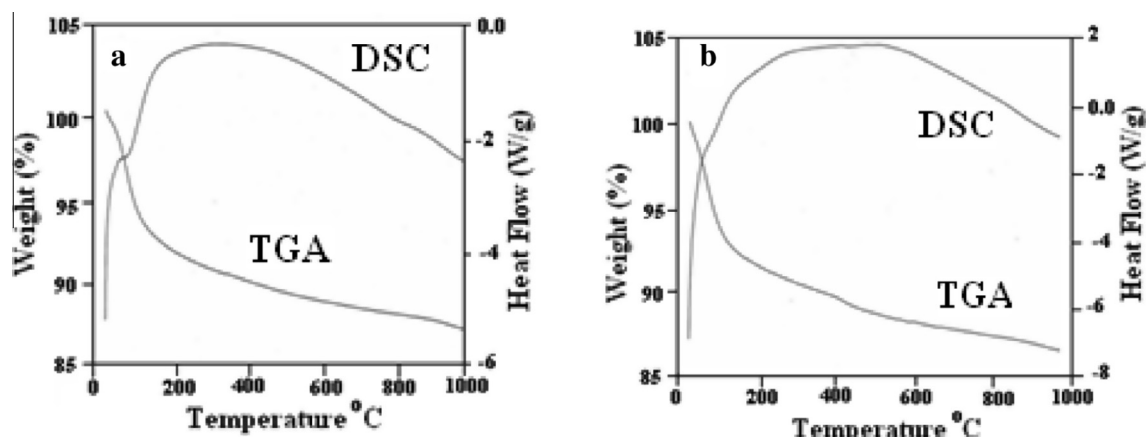 a
105
100
95
90
85
Weight (%)
DSC
TGA
0.0
-2
-4
-6
Heat Flow (W/g)
0 200 400 600 800 1000
Temperature °C
b
105
100
95
90
85
Weight (%)
DSC
TGA
2
0.0
-2
-4
-6
-8
Heat Flow (W/g)
0 200 400 600 800 1000
Temperature °C